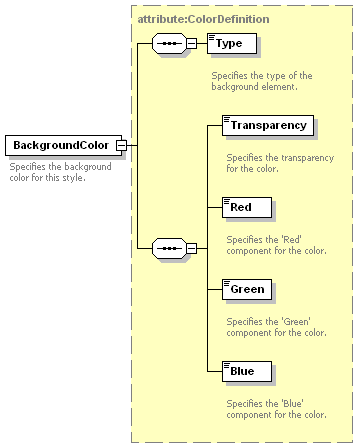 attribute:ColorDefinition
Type
Specifies the type of the
background element.
BackgroundColor
Specifies the background
color for this style.
Transparency
Specifies the transparency
for the color.
Red
Specifies the 'Red'
component for the color.
Green
Specifies the 'Green'
component for the color.
Blue
Specifies the 'Blue'
component for the color.